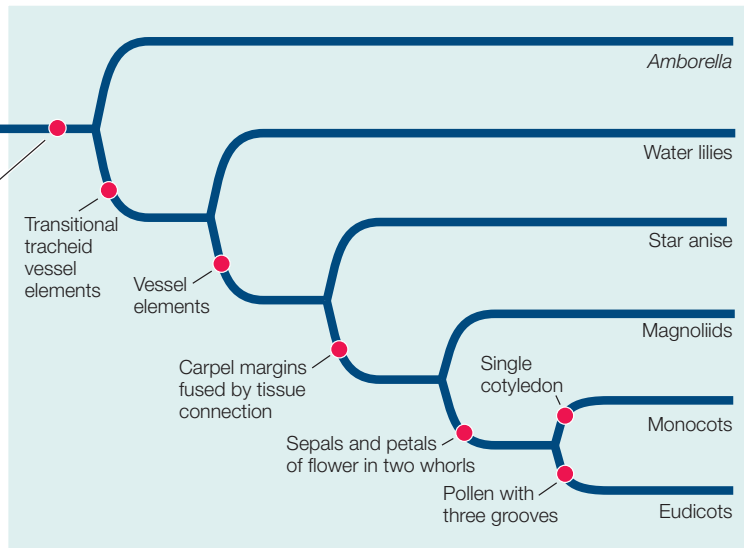 Amborella
Water lilies
Transitional
tracheid
vessel
elements
Star anise
Vessel
elements
Magnoliids
Carpel margins
fused by tissue
connection
Single
cotyledon
Monocots
Sepals and petals
of flower in two whorls
Pollen with
three grooves
Eudicots